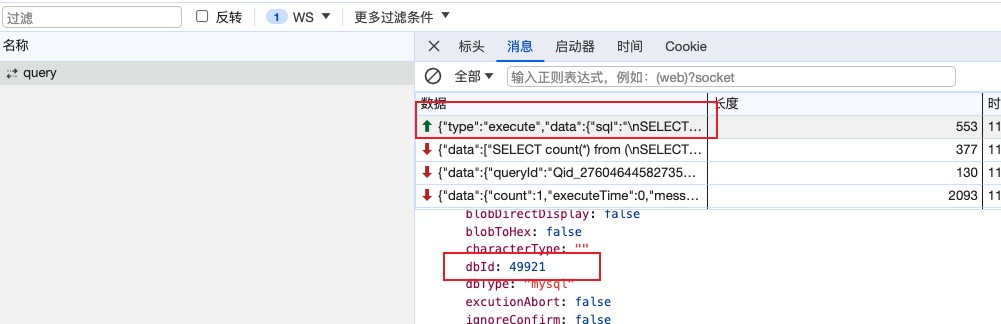 过滤 反转 1 WS 更多过滤条件
名称
query
标头 消息 启动器 时间 Cookie
全部 输入正则表达式，例如：(web)?socket
数据 长度 时
{"type":"execute","data":{"sql":"\nSELECT… 553 11
{"data":["SELECT count(*) from (\nSELECT… 377 11
{"data":{"queryId":"Qid_27604644582735… 130 11
{"data":{"count":1,"executeTime":0,"mess… 2093 11
blobDirectDisplay: false
blobToHex: false
characterType: ""
dbId: 49921
dbType: "mysql"
excutionAbort: false
ignoreConfirm: false